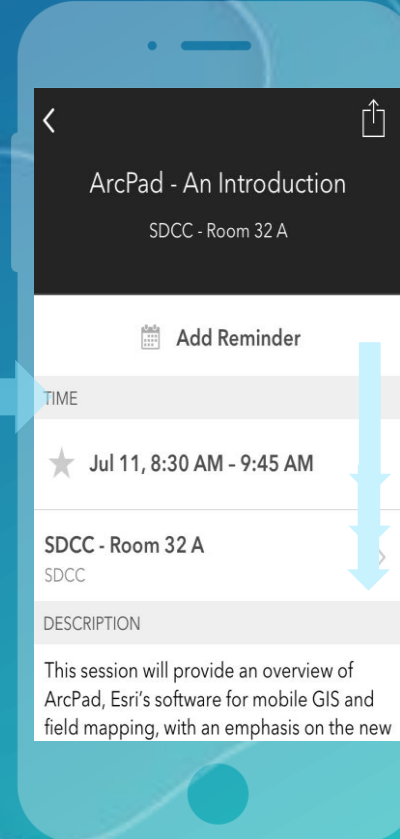 ArcPad - An Introduction
SDCC - Room 32 A
Add Reminder
TIME
Jul 11, 8:30 AM - 9:45 AM
SDCC - Room 32 A
SDCC
DESCRIPTION
This session will provide an overview of
ArcPad, Esri's software for mobile GIS and
field mapping, with an emphasis on the new